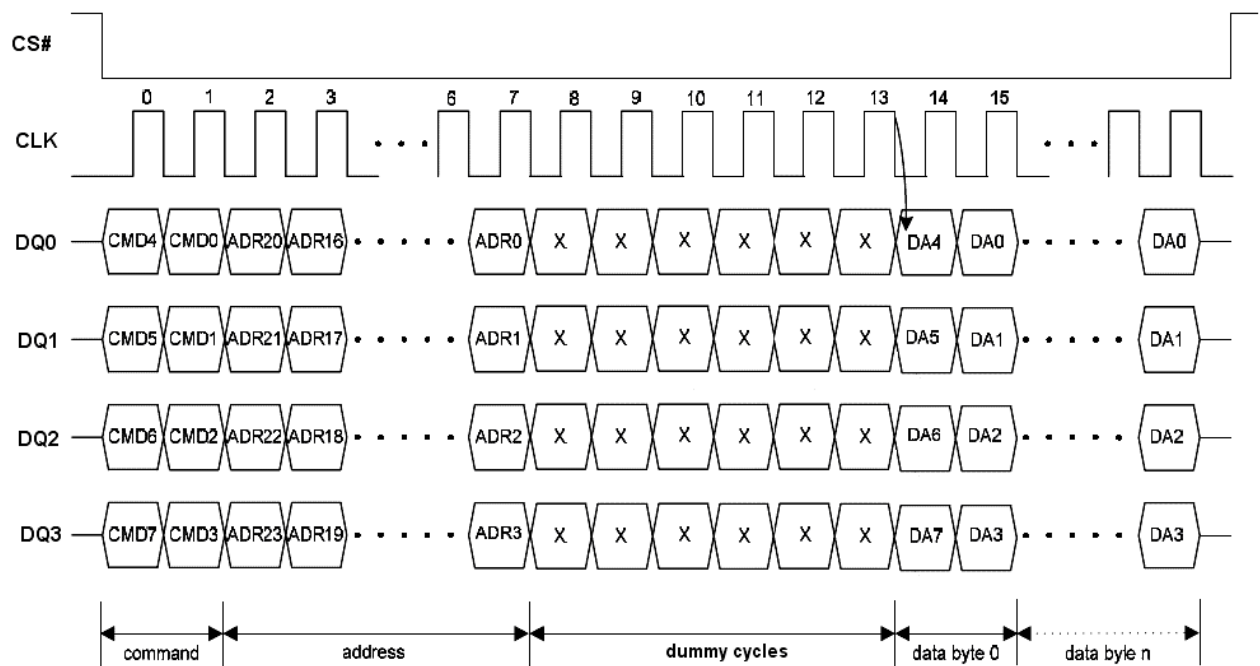 CS#
0 1 2 3 6 7 8 9 10 11 12 13 14 15
CLK
DQ0 CMD4 CMD0 ADR20 ADR16 ADR0 X X X X X X DA4 DA0 DA0
DQ1 CMD5 CMD1 ADR21 ADR17 ADR1 X X X X X X DA5 DA1 DA1
DQ2 CMD6 CMD2 ADR22 ADR18 ADR2 X X X X X X DA6 DA2 DA2
DQ3 CMD7 CMD3 ADR23 ADR19 ADR3 X X X X X X DA7 DA3 DA3
command address dummy cycles data byte 0 data byle n